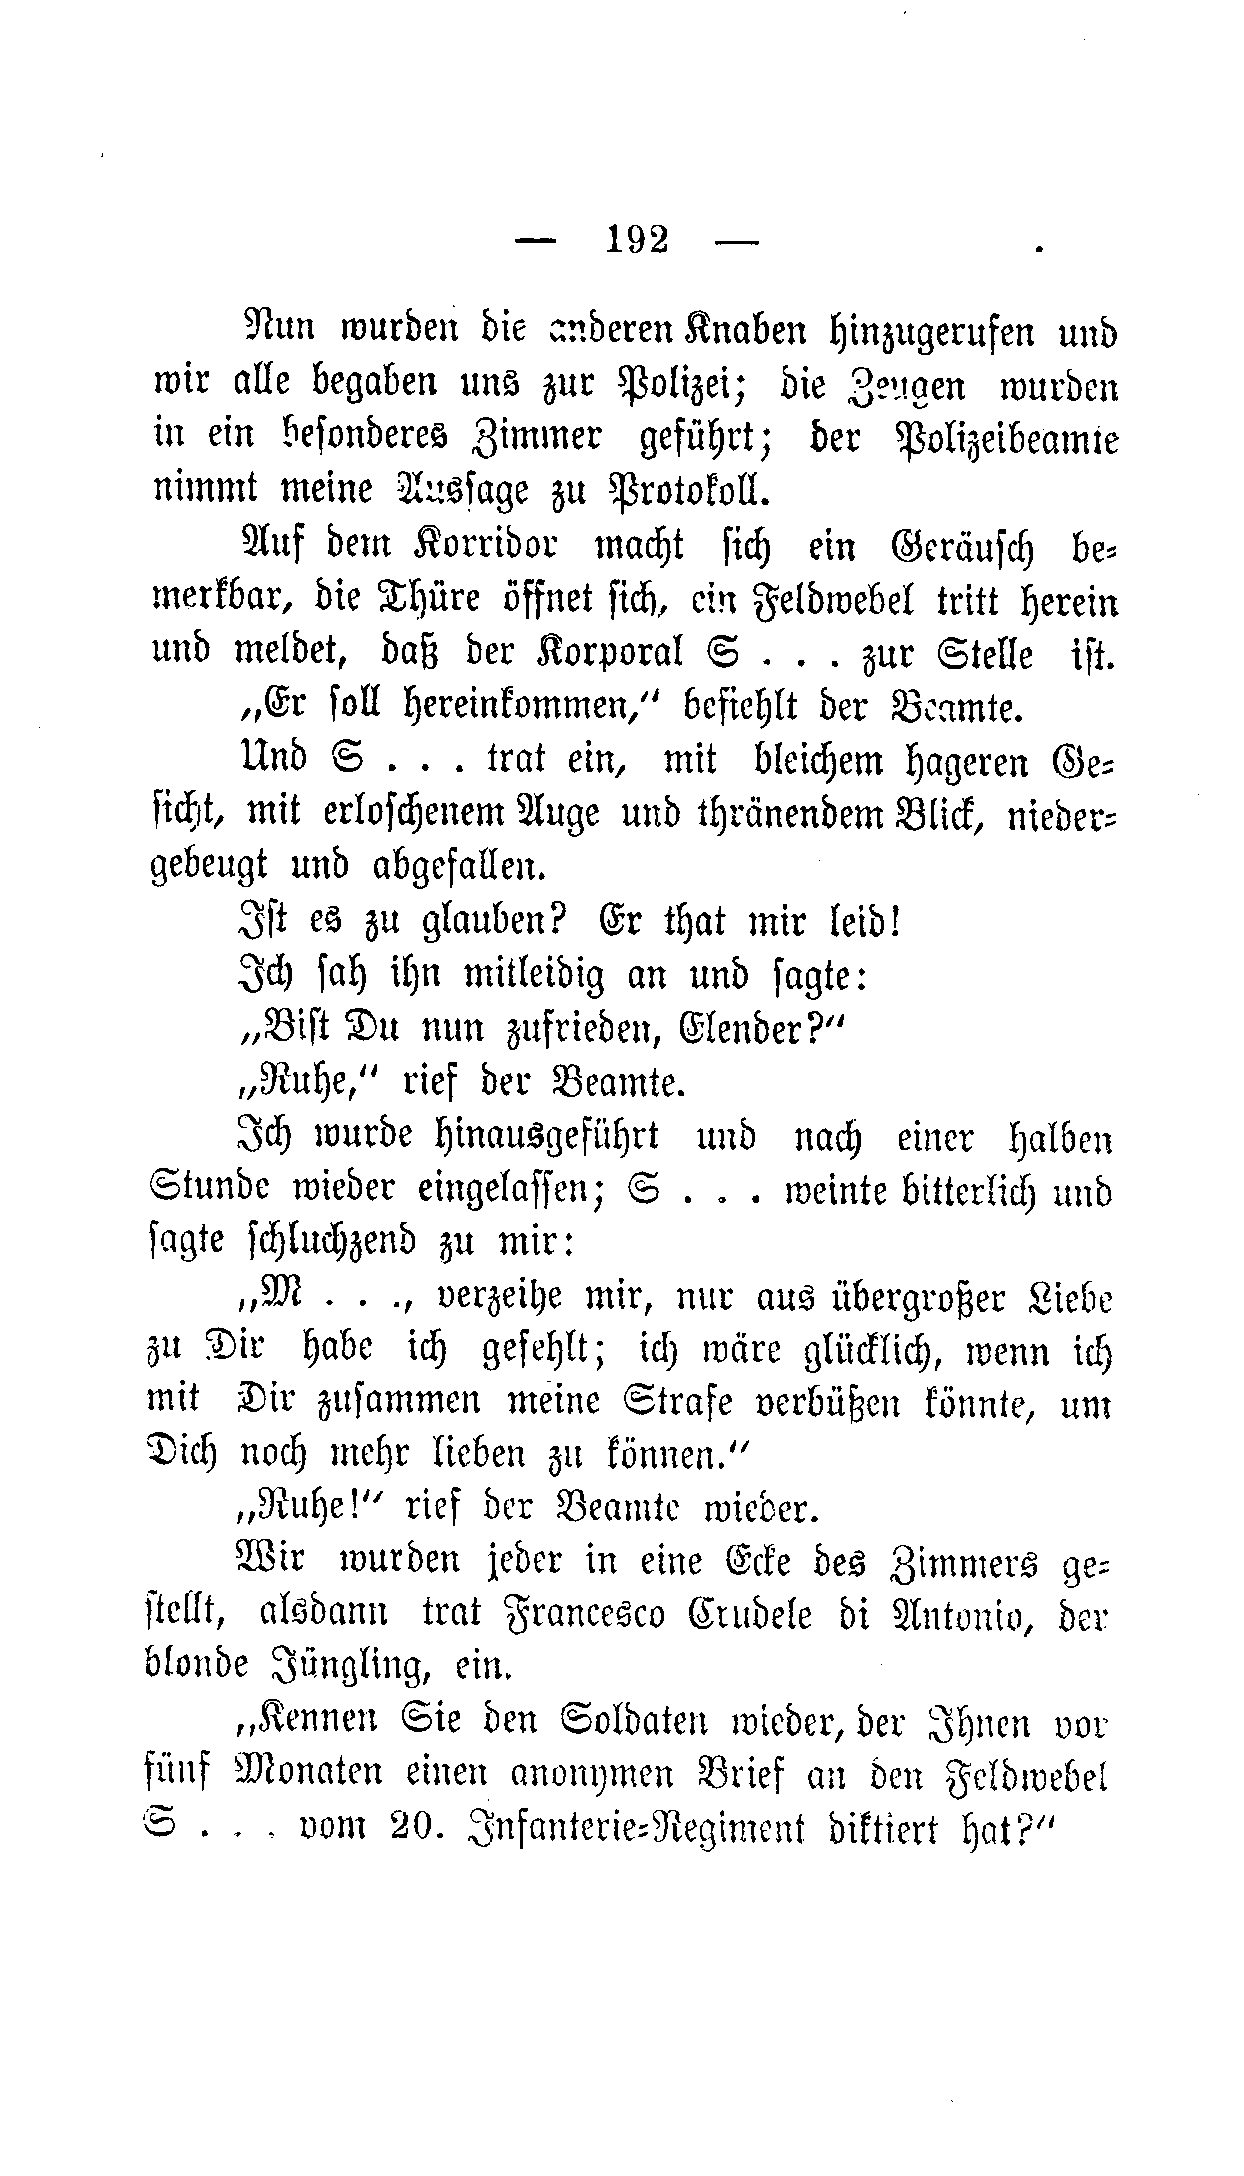 — 192 —
Nun wurden die anderen Knaben hinzugerufen und
wir alle begaben uns zur Polizei; die Zeugen wurden
in ein besonderes Zimmer geführt; der Polizeibeamte
nimmt meine Aussage zu Protokoll.
Auf dem Korridor macht sich ein Geräusch be-
merkbar, die Thüre öffnet sich, ein Feldwebel tritt herein
und meldet, daß der Korporal S . . . zur Stelle ist.
„Er soll hereinkommen,“ befiehlt der Beamte.
Und S . . . trat ein, mit bleichem hageren Ge-
sicht, mit erloschenem Auge und thränendem Blick, nieder-
gebeugt und abgefallen.
Ist es zu glauben? Er that mir leid!
Ich sah ihn mitleidig an und sagte:
„Bist Du nun zufrieden, Elender?“
„Ruhe,“ rief der Beamte.
Ich wurde hinausgeführt und nach einer halben
Stunde wieder eingelassen; S . . . weinte bitterlich und
sagte schluchzend zu mir:
„M . . ., verzeihe mir, nur aus übergroßer Liebe
zu Dir habe ich gefehlt; ich wäre glücklich, wenn ich
mit Dir zusammen meine Strafe verbüßen könnte, um
Dich noch mehr lieben zu können.“
„Ruhe!“ rief der Beamte wieder.
Wir wurden jeder in eine Ecke des Zimmers ge-
stellt, alsdann trat Francesco Crudele di Antonio, der
blonde Jüngling, ein.
„Kennen Sie den Soldaten wieder, der Ihnen vor
fünf Monaten einen anonymen Brief an den Feldwebel
S . . . vom 20. Infanterie-Regiment diktiert hat?“